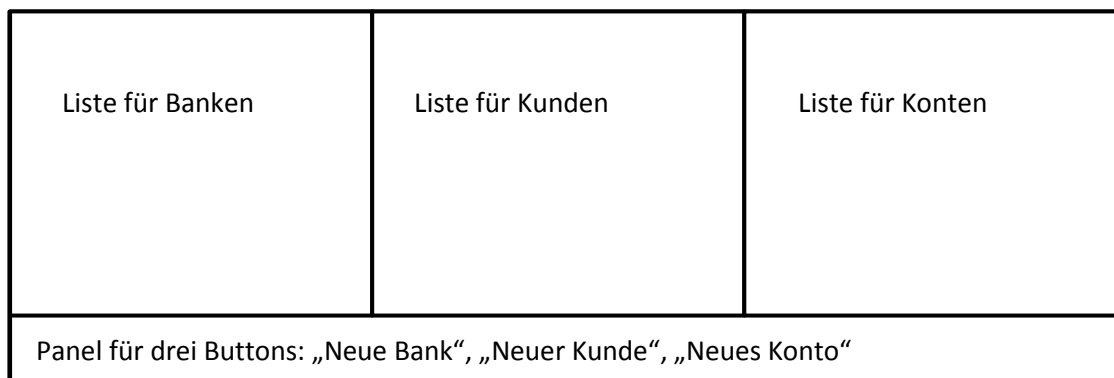 Liste für Banken
Liste für Kunden
Liste für Konten
Panel für drei Buttons: „Neue Bank“, „Neuer Kunde“, „Neues Konto“